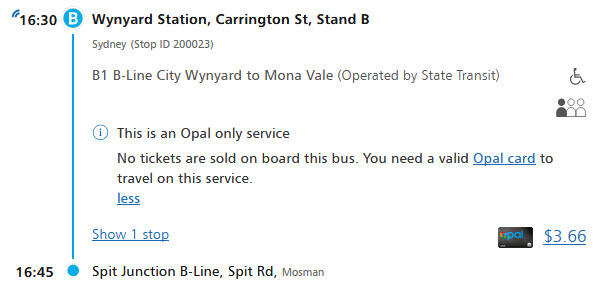 16:30 B Wynyard Station, Carrington St, Stand B
Sydney (Stop ID 200023)
B1 B-Line City Wynyard to Mona Vale (Operated by State Transit)
i This is an Opal only service
No tickets are sold on board this bus. You need a valid Opal card to
travel on this service.
less
Show 1 stop opal $3.66
16:45 Spit Junction B-Line, Spit Rd, Mosman